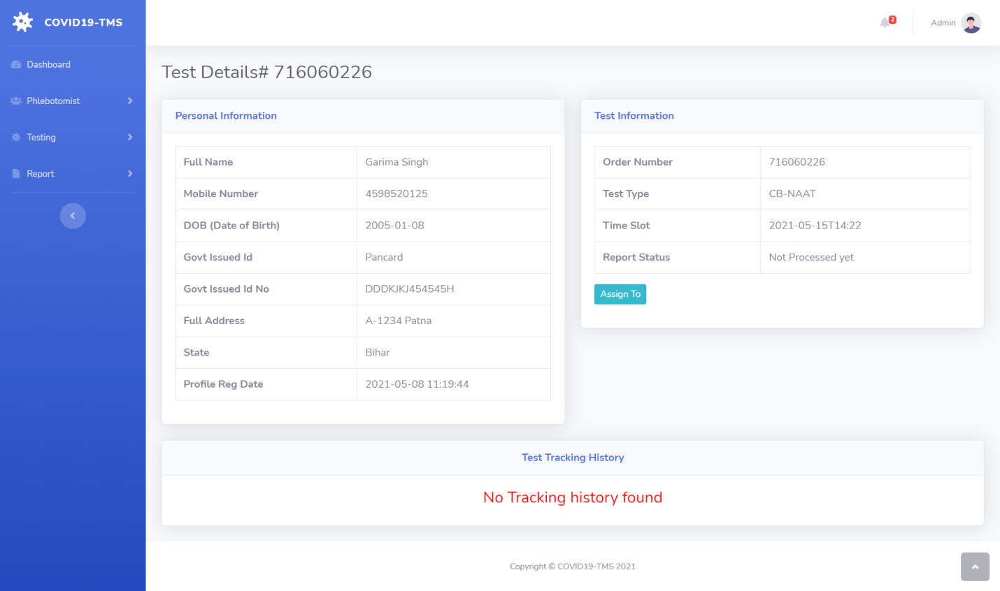 COVID19-TMS
2
Admin
Dashboard
Phlebotomist
Testing
Report
Test Details# 716060226
Personal Information
Full Name Garima Singh
Mobile Number 4598520125
DOB (Date of Birth) 2005-01-08
Govt Issued Id Pancard
Govt Issued Id No DDDKJKJ454545H
Full Address A-1234 Patna
State Bihar
Profile Reg Date 2021-05-08 11:19:44
Test Information
Order Number 716060226
Test Type CB-NAAT
Time Slot 2021-05-15T14:22
Report Status Not Processed yet
Assign To
Test Tracking History
No Tracking history found
Copyright © COVID19-TMS 2021